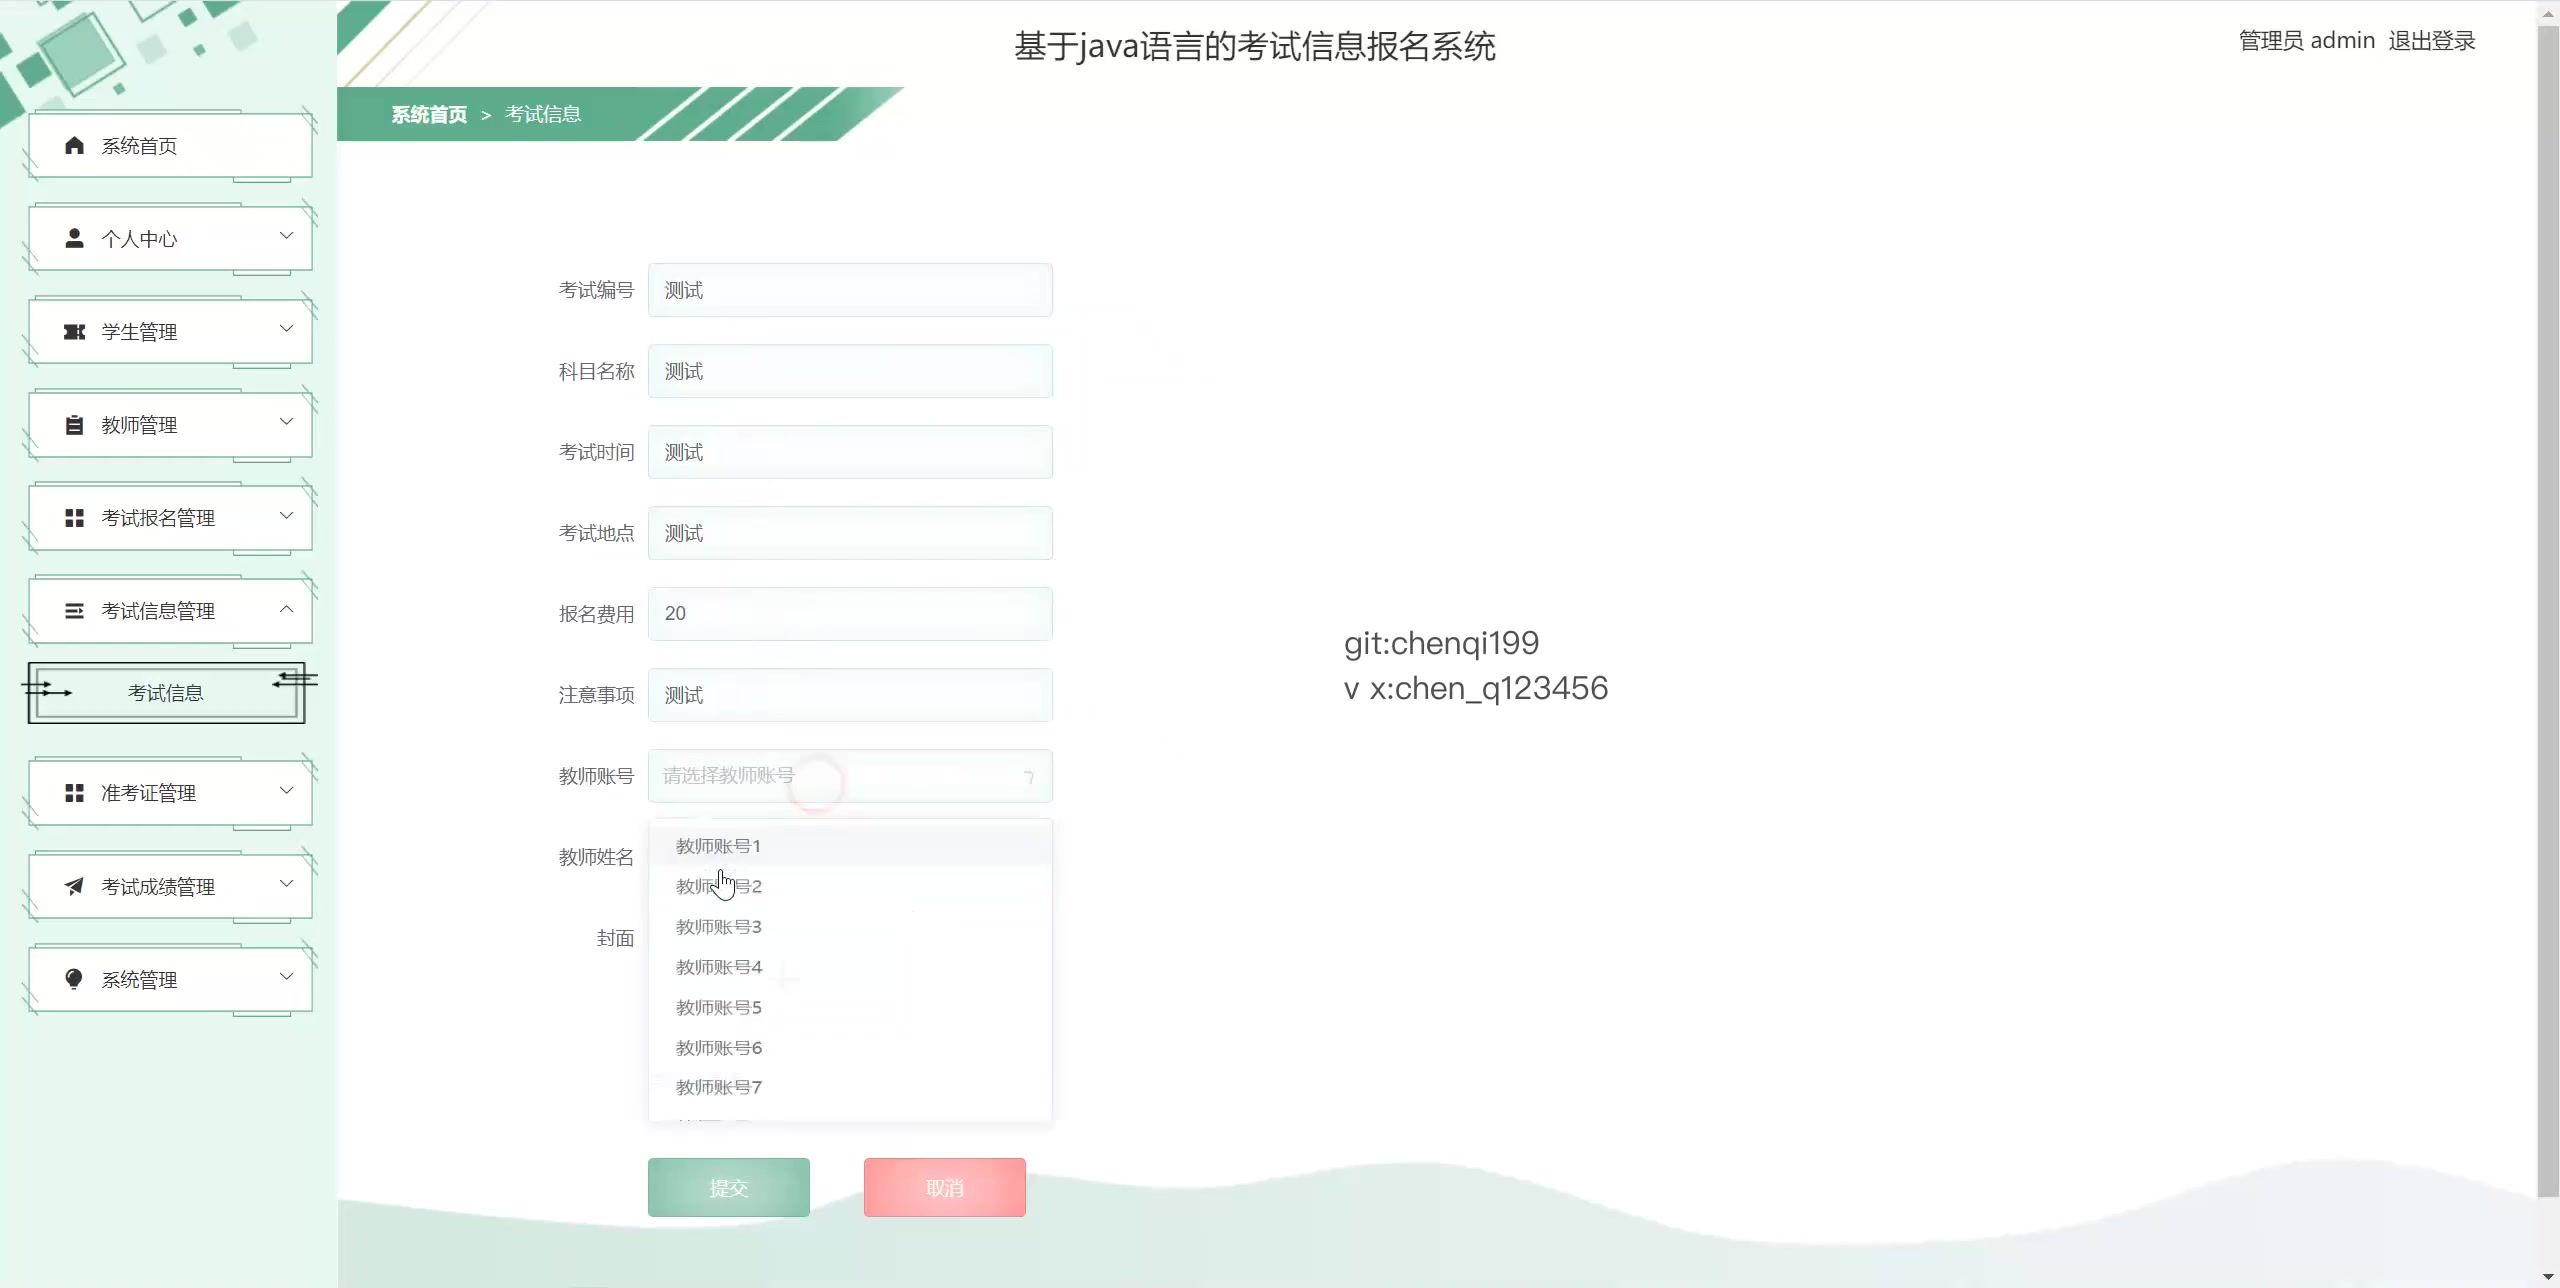 基于java语言的考试信息报名系统
管理员 admin 退出登录
系统首页 > 考试信息
系统首页
个人中心
学生管理
教师管理
考试报名管理
考试信息管理
考试信息
准考证管理
考试成绩管理
系统管理
考试编号 测试
科目名称 测试
考试时间 测试
考试地点 测试
报名费用 20
注意事项 测试
教师账号 请选择教师账号
教师姓名
封面
教师账号1
教师账号2
教师账号3
教师账号4
教师账号5
教师账号6
教师账号7
提交 取消
git:chenqi199
v x:chen_q123456